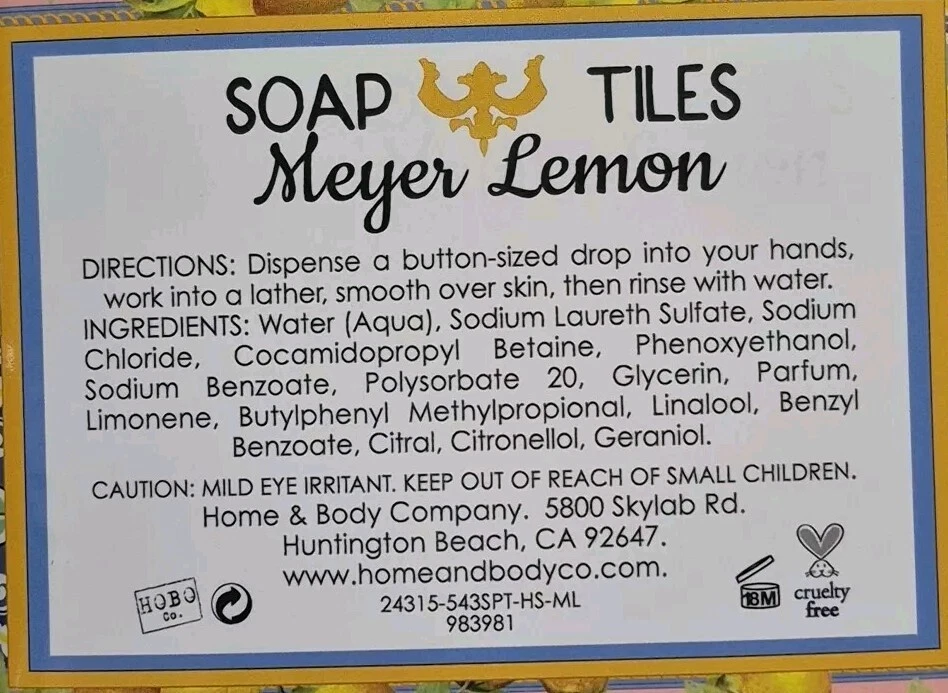 SOAP TILES
Meyer Lemon
DIRECTIONS: Dispense a button-sized drop into your hands,
work into a lather, smooth over skin, then rinse with water.
INGREDIENTS: Water (Aqua), Sodium Laureth Sulfate, Sodium
Chloride, Cocamidopropyl Betaine, Phenoxyethanol,
Sodium Benzoate, Polysorbate 20, Glycerin, Parfum,
Limonene, Butylphenyl Methylpropional, Linalool, Benzyl
Benzoate, Citral, Citronellol, Geraniol.
CAUTION: MILD EYE IRRITANT. KEEP OUT OF REACH OF SMALL CHILDREN.
Home & Body Company. 5800 Skylab Rd.
Huntington Beach, CA 92647.
www.homeandbodyco.com.
24315-543SPT-HS-ML
983981
HOBO
Co.
18M
cruelty
free